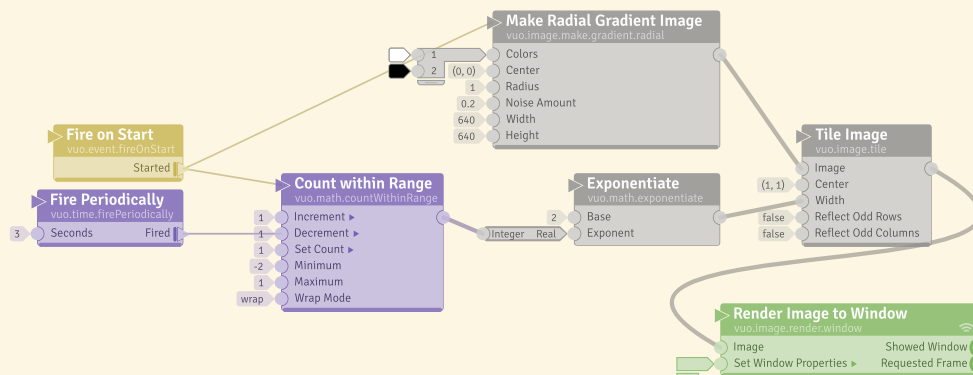 Make Radial Gradient Image
vuo.image.make.gradient.radial
1
Colors
2
(0, 0)
Center
1
Radius
0.2
Noise Amount
640
Width
640
Height
Fire on Start
vuo.event.fireOnStart
Started
Fire Periodically
vuo.time.firePeriodically
3
Seconds
Fired
Count within Range
vuo.math.countWithinRange
1
Increment
1
Decrement
1
Set Count
-2
Minimum
1
Maximum
wrap
Wrap Mode
Integer Real
Exponentiate
vuo.math.exponentiate
2
Base
Exponent
Tile Image
vuo.image.tile
Image
(1, 1)
Center
Width
false
Reflect Odd Rows
false
Reflect Odd Columns
Render Image to Window
vuo.image.render.window
Image
Showed Window
Set Window Properties
Requested Frame